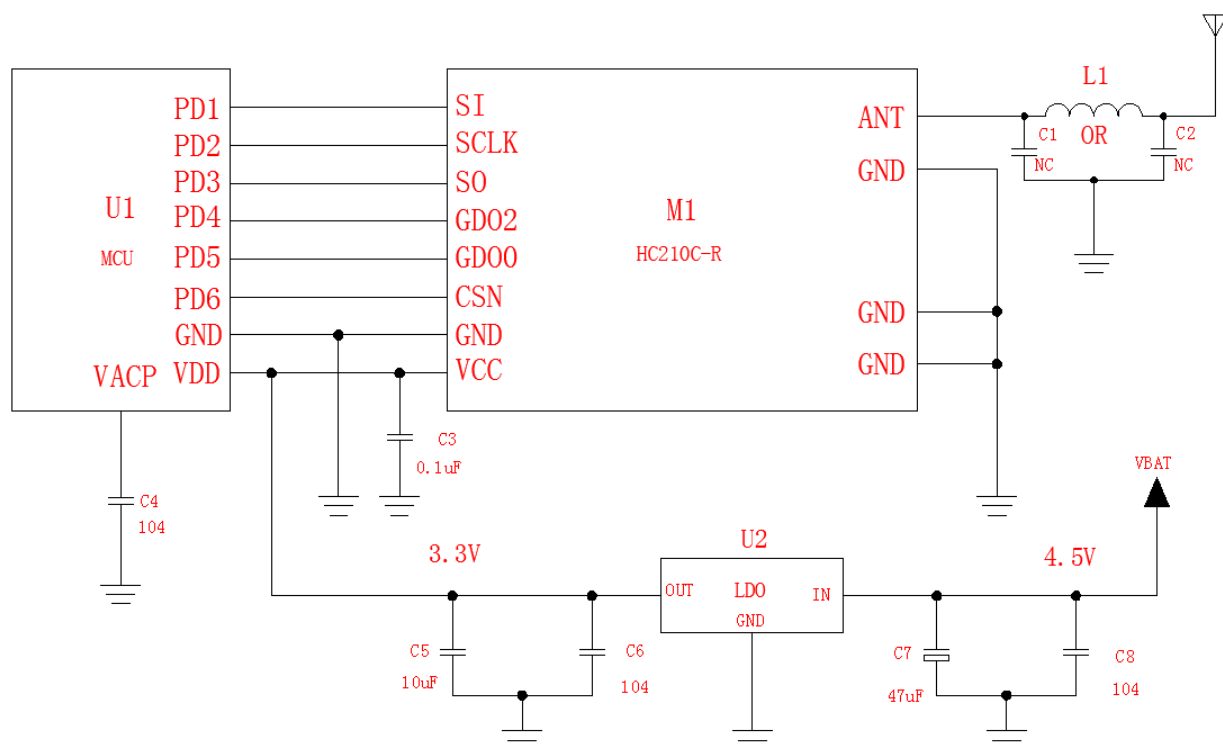 L1
PD1
SI
ANT
C1
OR
C2
PD2
SCLK
NC
NC
GND
PD3
SO
U1
PD4
GDO2
M1
MCU
PD5
GDO0
HC210C-R
PD6
CSN
GND
GND
GND
VACP
VDD
VCC
GND
C3
0.1uF
VBAT
C4
104
U2
3.3V
4.5V
OUT
LDO
IN
GND
C5
C6
C7
C8
10uF
104
47uF
104